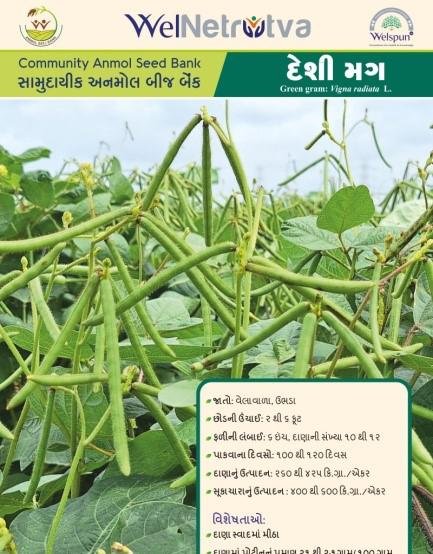 WelNetrutva
Welspun
Community Anmol Seed Bank
સામુદાયીક અનમોલ બીજ બેંક
દેશી મગ
Green gram: Vigna radiata L.
• જાતો: વેલાવાળા, ઉભડા
• છોડની ઉંચાઈ: ૨ થી ૬ ફૂટ
• ફળીની લંબાઈ: ૬ ઇંચ, દાણાની સંખ્યા ૧૦ થી ૧૨
• પાકવાના દિવસો: ૧૦૦ થી ૧૨૦ દિવસ
• દાણાનું ઉત્પાદન: ૨૬૦ થી ૪૨૫ કિ.ગ્રા./એકર
• સૂકાચારાનું ઉત્પાદન : ૪૦૦ થી ૬૦૦ કિ.ગ્રા./એકર
વિશેષતાઓ:
• દાણા સ્વાદમાં મીઠા